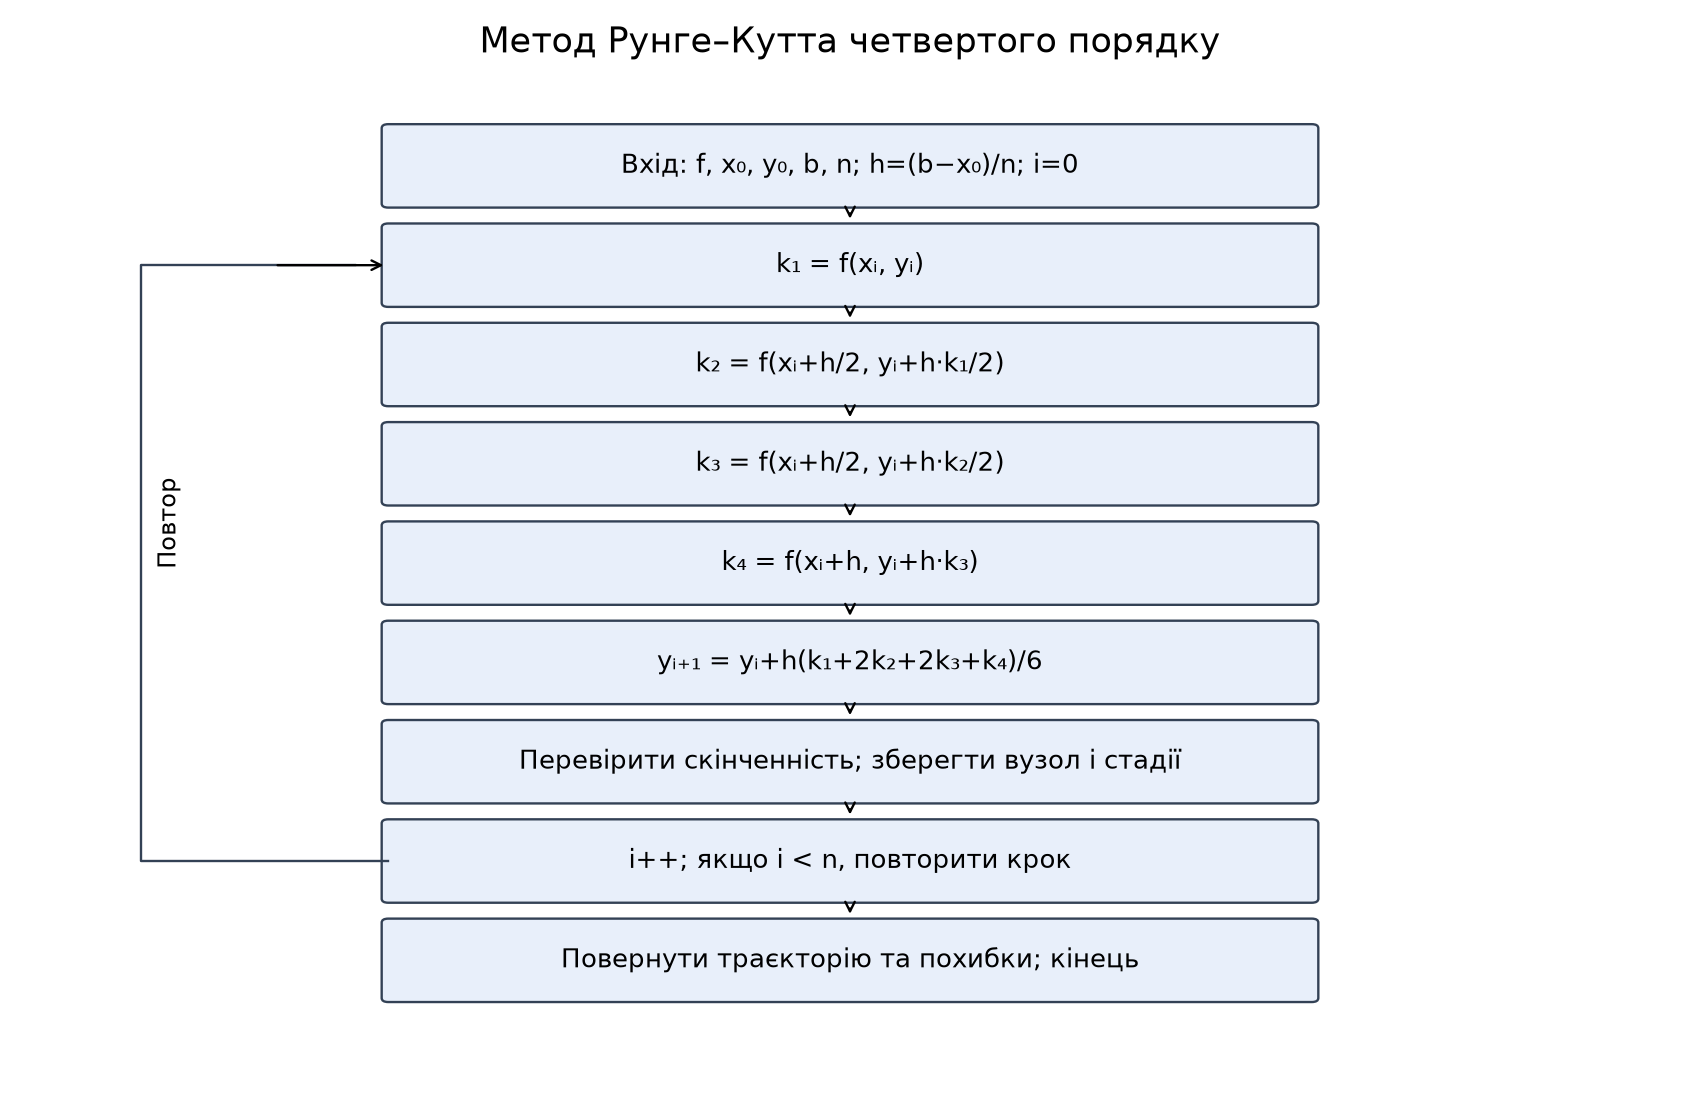 Метод Рунге–Кутта четвертого порядку
Вхід: f, x₀, y₀, b, n; h=(b−x₀)/n; i=0
k₁ = f(xᵢ, yᵢ)
k₂ = f(xᵢ+h/2, yᵢ+h·k₁/2)
k₃ = f(xᵢ+h/2, yᵢ+h·k₂/2)
Повтор
k₄ = f(xᵢ+h, yᵢ+h·k₃)
yᵢ₊₁ = yᵢ+h(k₁+2k₂+2k₃+k₄)/6
Перевірити скінченність; зберегти вузол і стадії
i++; якщо i < n, повторити крок
Повернути траєкторію та похибки; кінець